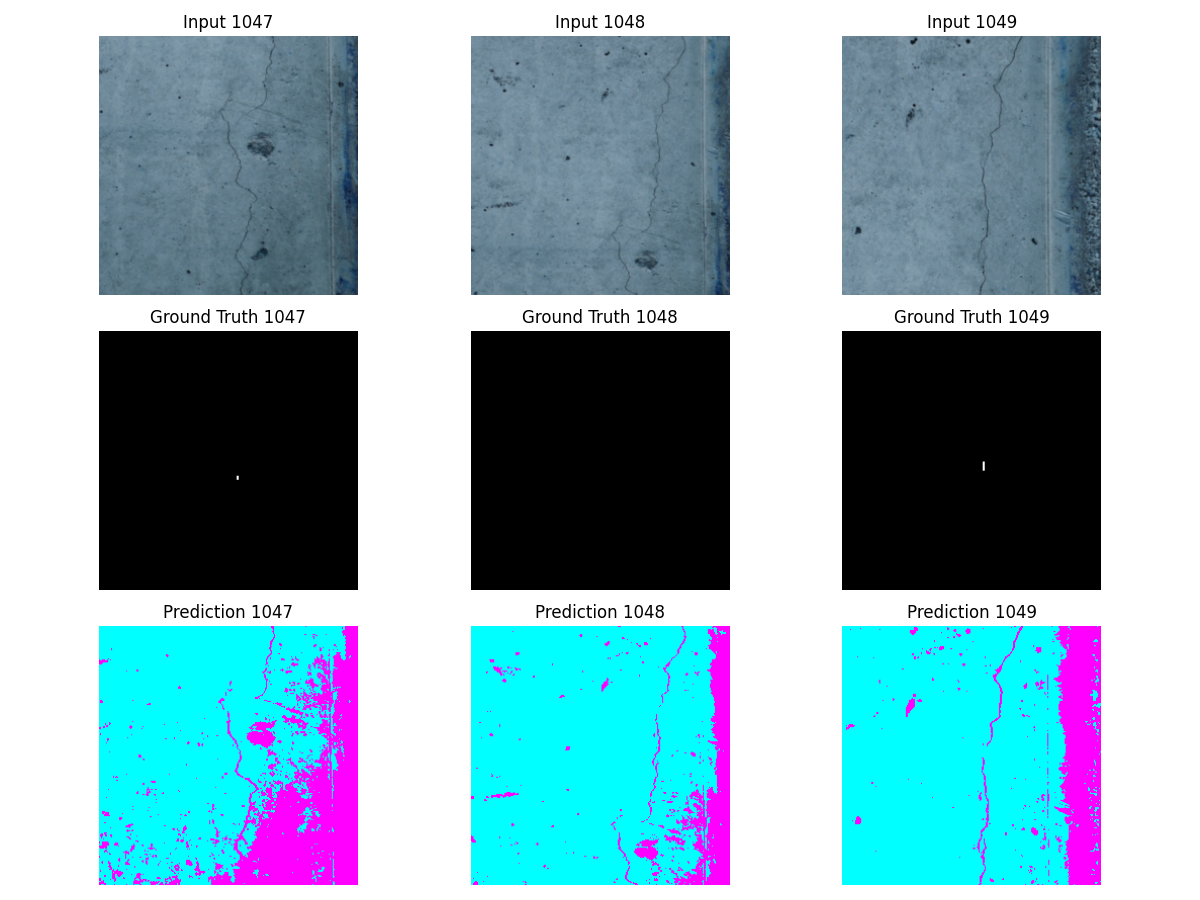 Input 1047
Input 1048
Input 1049
Ground Truth 1047
Ground Truth 1048
Ground Truth 1049
Prediction 1047
Prediction 1048
Prediction 1049